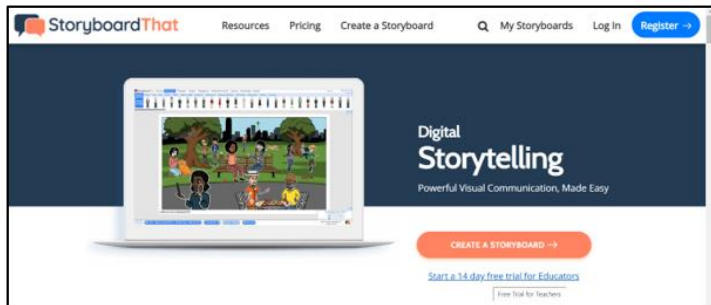 StoryboardThat
Resources Pricing Create a Storyboard My Storyboards Log In Register →
Digital
Storytelling
Powerful Visual Communication, Made Easy
CREATE A STORYBOARD →
Start a 14 day free trial for Educators
Free Trial for Teachers